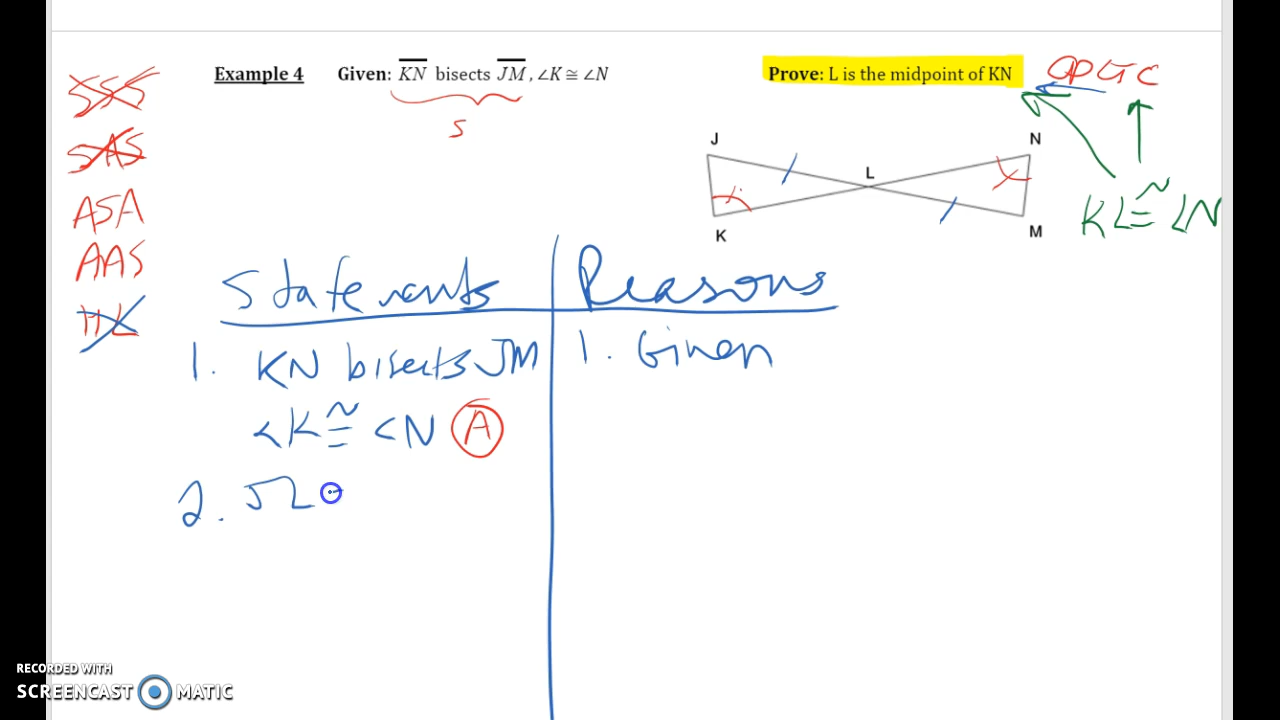 Example 4 Given: KN bisects JM, ∠K ≅ ∠N
Prove: L is the midpoint of KN
CPCTC
SSS
SAS
ASA
AAS
HL
S
J
N
L
K
M
KL ≅ LN
Statements Reasons
1. KN bisects JM 1. Given
<K ≅ <N A
2. JL
RECORDED WITH
SCREENCAST MATIC